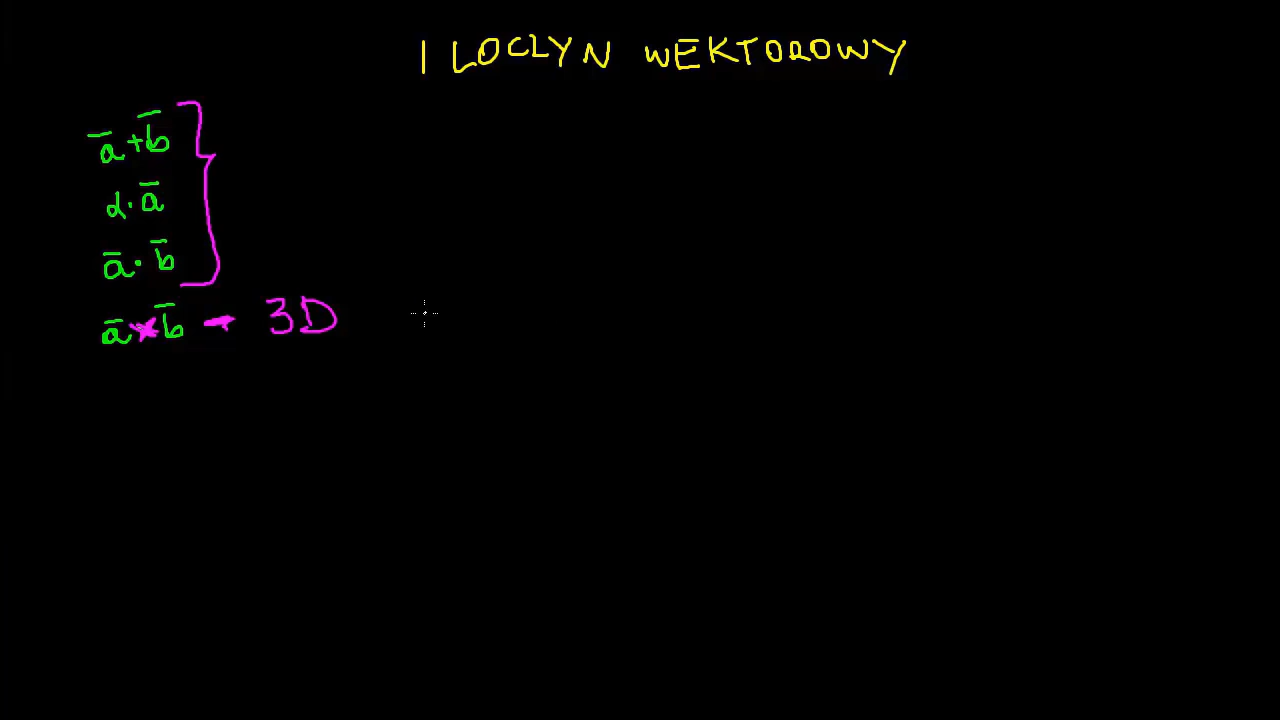 ILOCZYN WEKTOROWY
a̅ + b̅
α · a̅
a̅ · b̅
a̅ × b̅ → 3D